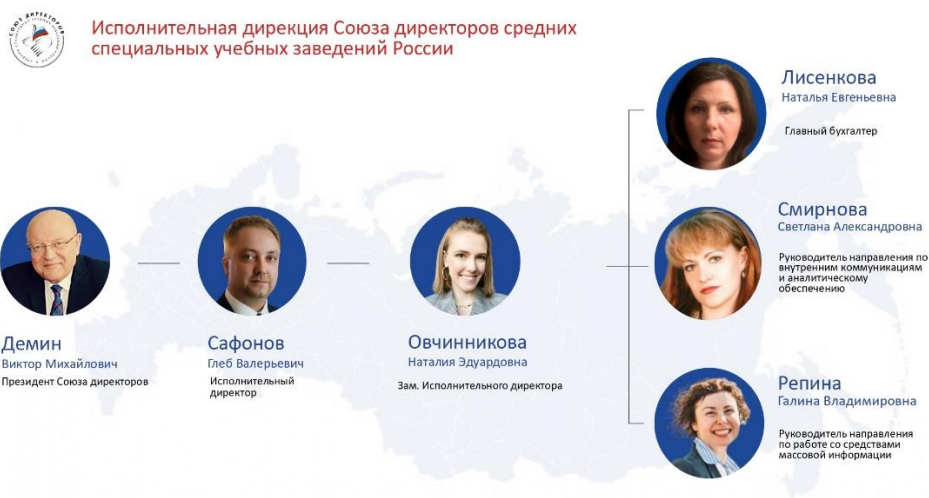 СОЮЗ ДИРЕКТОРОВ
Исполнительная дирекция Союза директоров средних
специальных учебных заведений России
Демин
Виктор Михайлович
Президент Союза директоров
Сафонов
Глеб Валерьевич
Исполнительный
директор
Овчинникова
Наталия Эдуардовна
Зам. Исполнительного директора
Лисенкова
Наталья Евгеньевна
Главный бухгалтер
Смирнова
Светлана Александровна
Руководитель направления по
внутренним коммуникациям
и аналитическому
обеспечению
Репина
Галина Владимировна
Руководитель направления
по работе со средствами
массовой информации